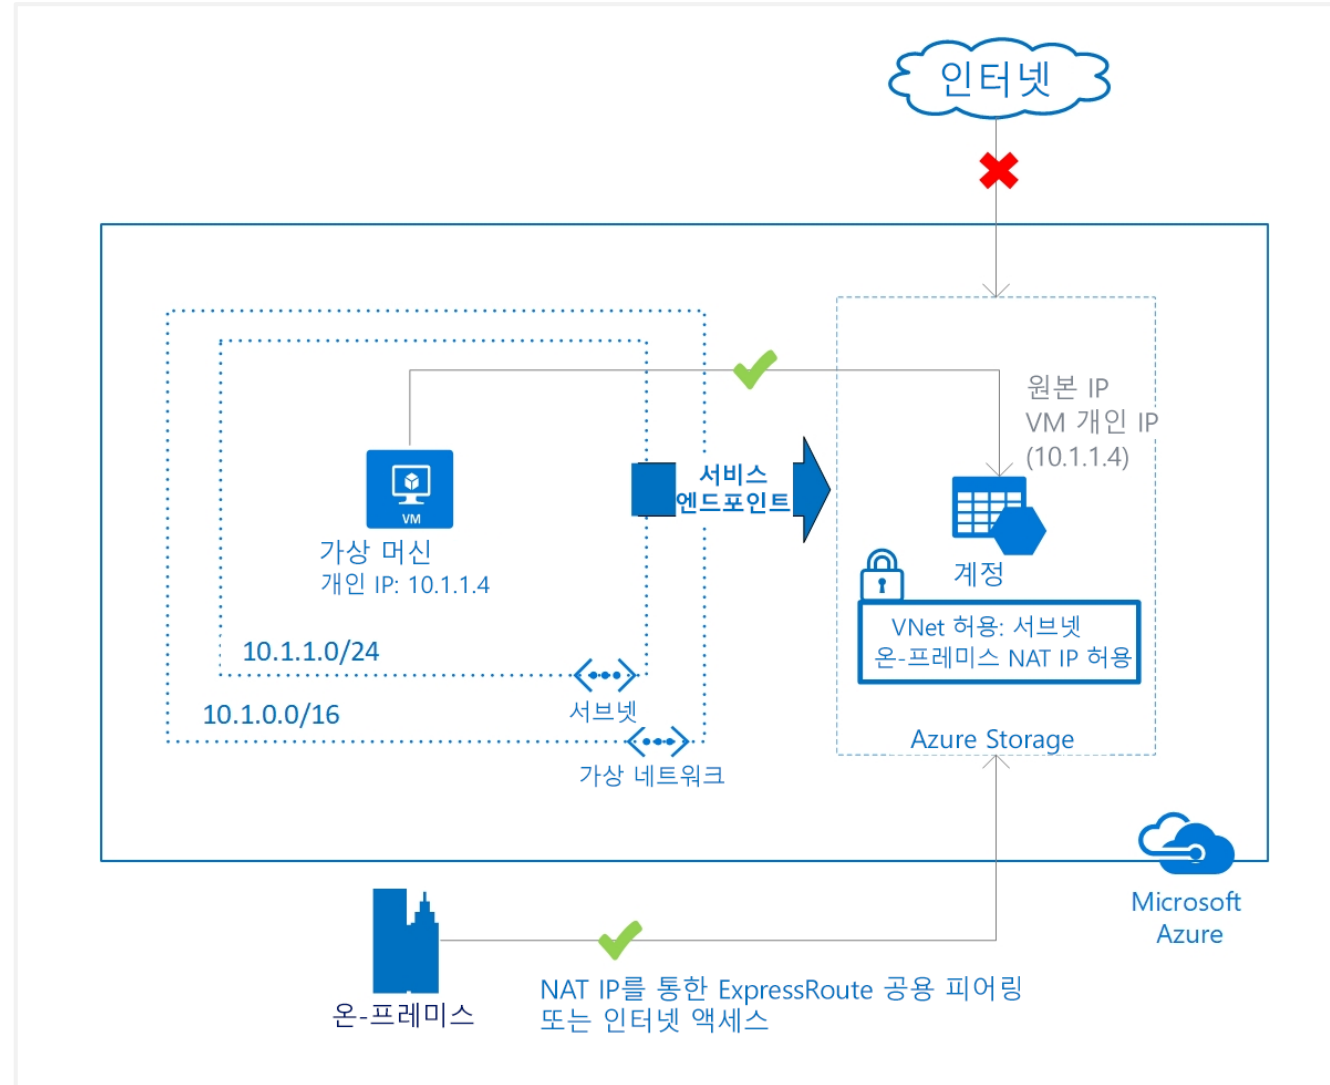 인터넷
원본 IP
VM 개인 IP
(10.1.1.4)
서비스
엔드포인트
VM
가상 머신
개인 IP: 10.1.1.4
계정
VNet 허용: 서브넷
온-프레미스 NAT IP 허용
10.1.1.0/24
10.1.0.0/16
서브넷
가상 네트워크
Azure Storage
Microsoft
Azure
온-프레미스
NAT IP를 통한 ExpressRoute 공용 피어링
또는 인터넷 액세스